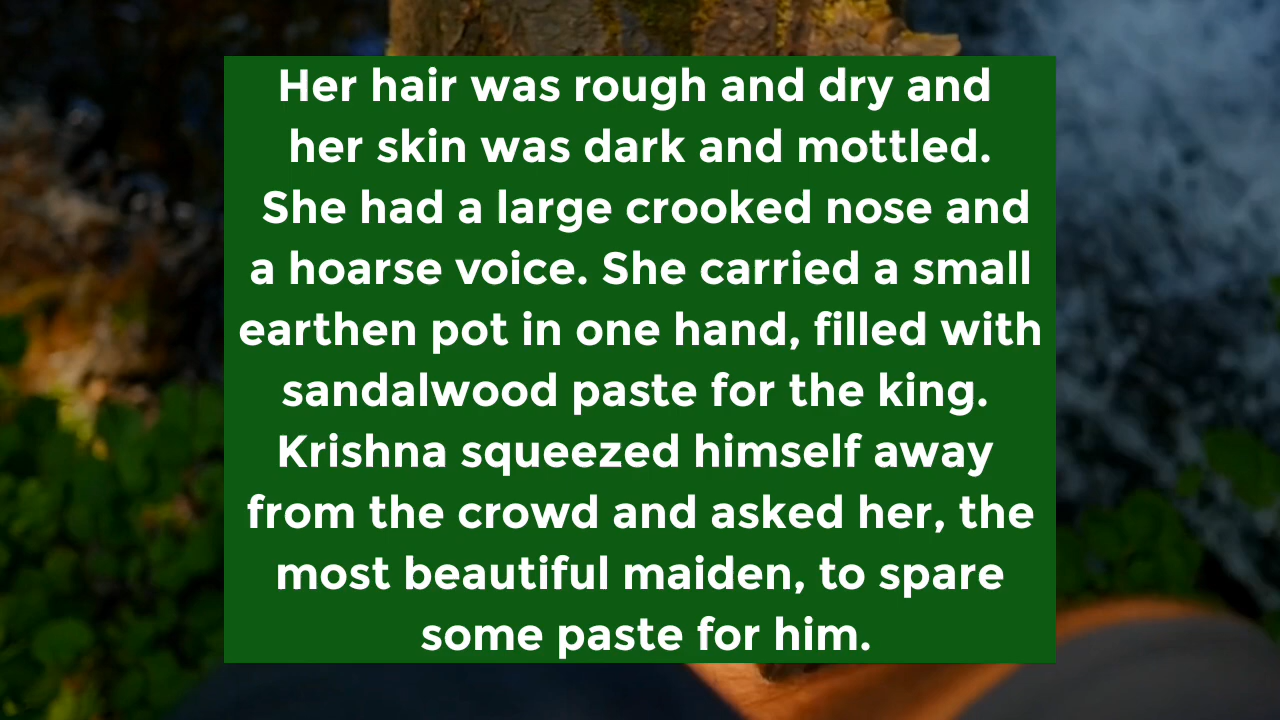 Her hair was rough and dry and
her skin was dark and mottled.
She had a large crooked nose and
a hoarse voice. She carried a small
earthen pot in one hand, filled with
sandalwood paste for the king.
Krishna squeezed himself away
from the crowd and asked her, the
most beautiful maiden, to spare
some paste for him.